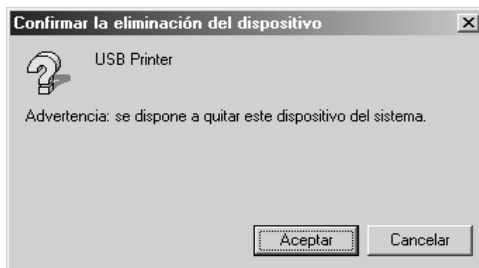 Confirmar la eliminación del dispositivo
USB Printer
Advertencia: se dispone a quitar este dispositivo del sistema.
Aceptar
Cancelar